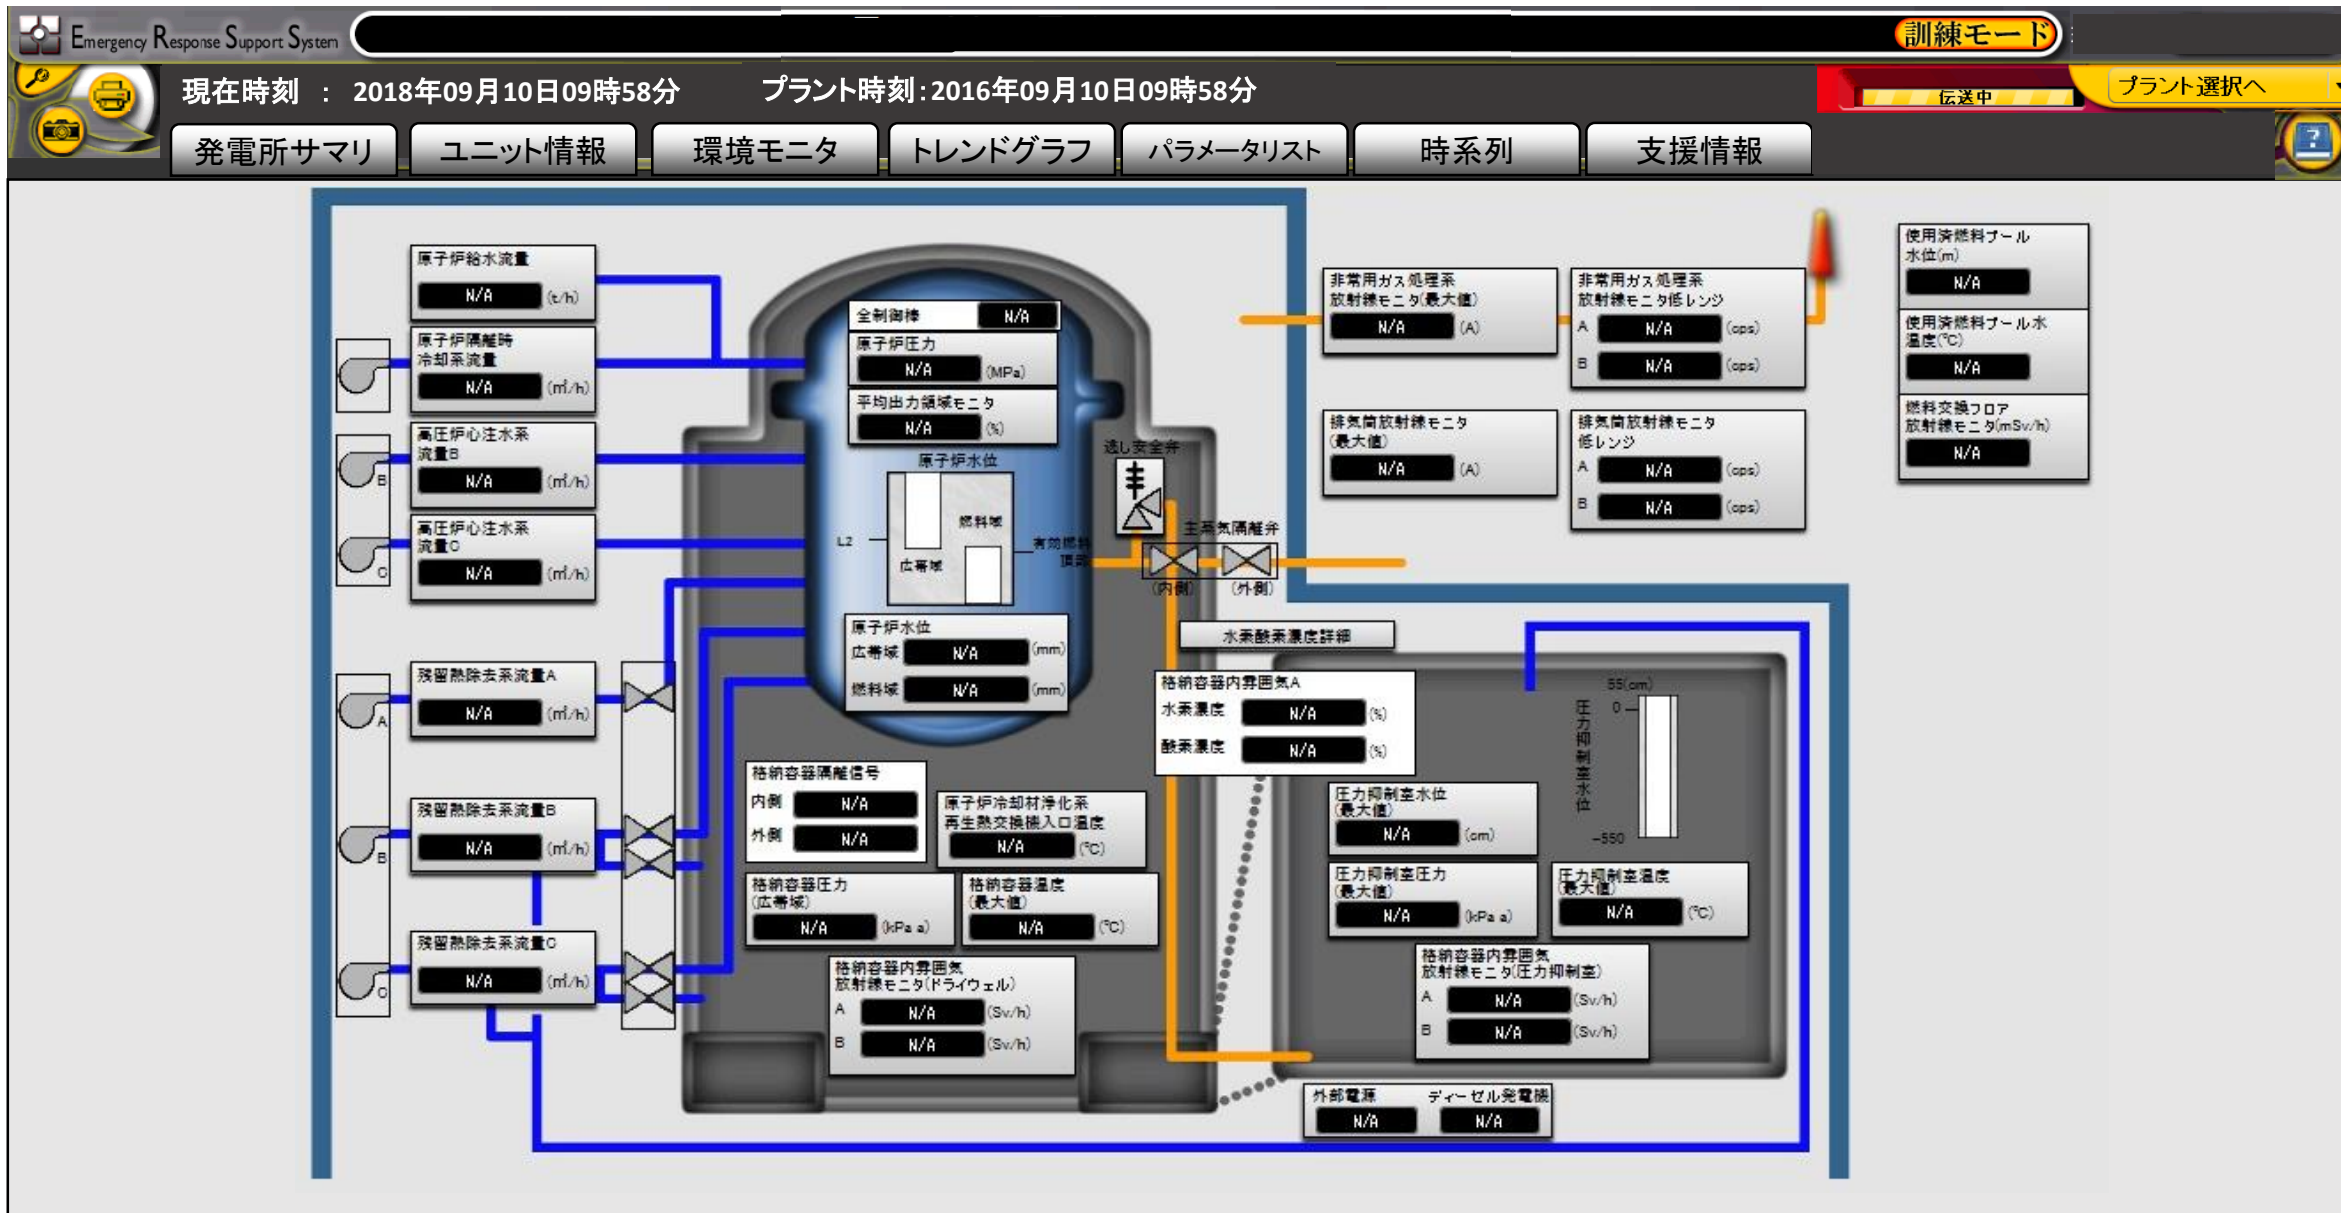 Emergency Response Support System
訓練モード
現在時刻 : 2018年09月10日09時58分
プラント時刻:2016年09月10日09時58分
伝送中
プラント選択へ
発電所サマリ
ユニット情報
環境モニタ
トレンドグラフ
パラメータリスト
時系列
支援情報
原子炉給水流量
N/A (t/h)
原子炉隔離時
冷却系流量
N/A (㎥/h)
高圧炉心注水系
流量B
N/A (㎥/h)
B
高圧炉心注水系
流量C
N/A (㎥/h)
C
残留熱除去系流量A
N/A (㎥/h)
A
残留熱除去系流量B
N/A (㎥/h)
B
残留熱除去系流量C
N/A (㎥/h)
C
全制御棒 N/A
原子炉圧力
N/A (MPa)
平均出力領域モニタ
N/A (%)
原子炉水位
燃料域
L2
広帯域
有効燃料
頂部
原子炉水位
広帯域 N/A (mm)
燃料域 N/A (mm)
逃し安全弁
主蒸気隔離弁
(内側) (外側)
格納容器隔離信号
内側 N/A
外側 N/A
原子炉冷却材浄化系
再生熱交換機入口温度
N/A (℃)
格納容器圧力
(広帯域)
N/A (kPa a)
格納容器温度
(最大値)
N/A (℃)
格納容器内雰囲気
放射線モニタ(ドライウェル)
A N/A (Sv/h)
B N/A (Sv/h)
非常用ガス処理系
放射線モニタ(最大値)
N/A (A)
非常用ガス処理系
放射線モニタ低レンジ
A N/A (cps)
B N/A (cps)
排気筒放射線モニタ
(最大値)
N/A (A)
排気筒放射線モニタ
低レンジ
A N/A (cps)
B N/A (cps)
使用済燃料プール
水位(m)
N/A
使用済燃料プール水
温度(℃)
N/A
燃料交換フロア
放射線モニタ(mSv/h)
N/A
水素酸素濃度詳細
格納容器内雰囲気A
水素濃度 N/A (%)
酸素濃度 N/A (%)
55(cm)
0
圧力抑制室水位
-550
圧力抑制室水位
(最大値)
N/A (cm)
圧力抑制室圧力
(最大値)
N/A (kPa a)
圧力抑制室温度
(最大値)
N/A (℃)
格納容器内雰囲気
放射線モニタ(圧力抑制室)
A N/A (Sv/h)
B N/A (Sv/h)
外部電源 ディーゼル発電機
N/A N/A
?